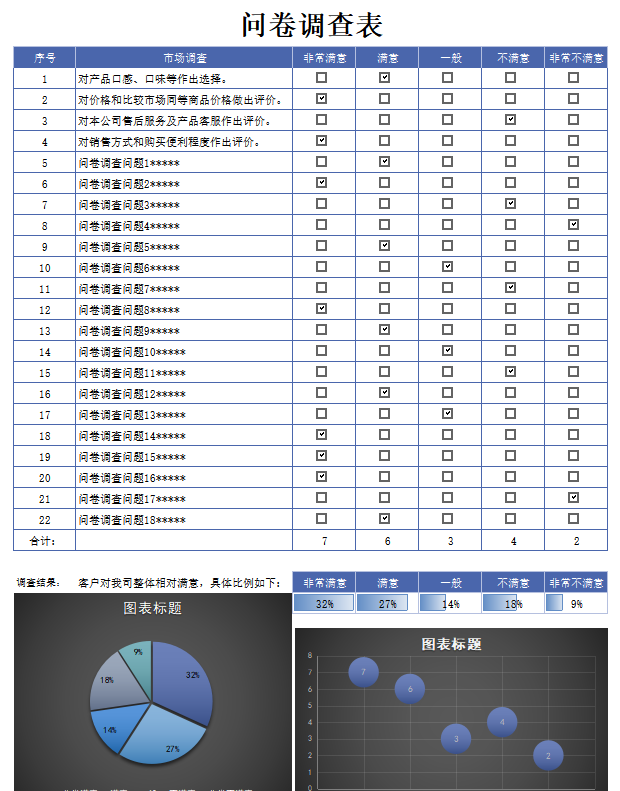 问卷调查表
序号 市场调查 非常满意 满意 一般 不满意 非常不满意
1 对产品口感、口味等作出选择。
2 对价格和比较市场同等商品价格做出评价。
3 对本公司售后服务及产品客服作出评价。
4 对销售方式和购买便利程度作出评价。
5 问卷调查问题1*****
6 问卷调查问题2*****
7 问卷调查问题3*****
8 问卷调查问题4*****
9 问卷调查问题5*****
10 问卷调查问题6*****
11 问卷调查问题7*****
12 问卷调查问题8*****
13 问卷调查问题9*****
14 问卷调查问题10*****
15 问卷调查问题11*****
16 问卷调查问题12*****
17 问卷调查问题13*****
18 问卷调查问题14*****
19 问卷调查问题15*****
20 问卷调查问题16*****
21 问卷调查问题17*****
22 问卷调查问题18*****
合计: 7 6 3 4 2
调查结果: 客户对我司整体相对满意，具体比例如下: 非常满意 满意 一般 不满意 非常不满意
32% 27% 14% 18% 9%
图表标题
9%
32%
18%
14%
27%
图表标题
8
7
6
5
4
3
2
1
0
7
6
3
4
2